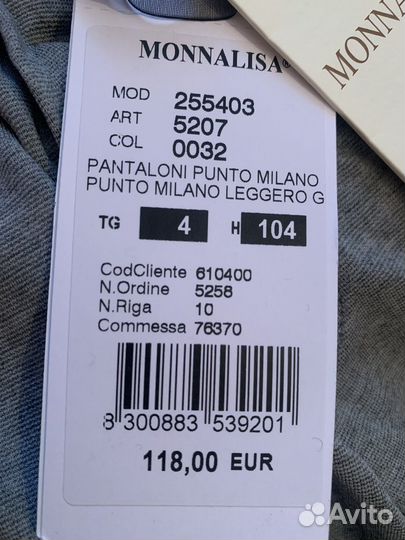 MONNALISA®
MONNA
MOD 255403
ART 5207
COL 0032
PANTALONI PUNTO MILANO
PUNTO MILANO LEGGERO G
TG 4 H 104
CodCliente 610400
N.Ordine 5258
N.Riga 10
Commessa 76370
8 300883 539201
118,00 EUR
Avito